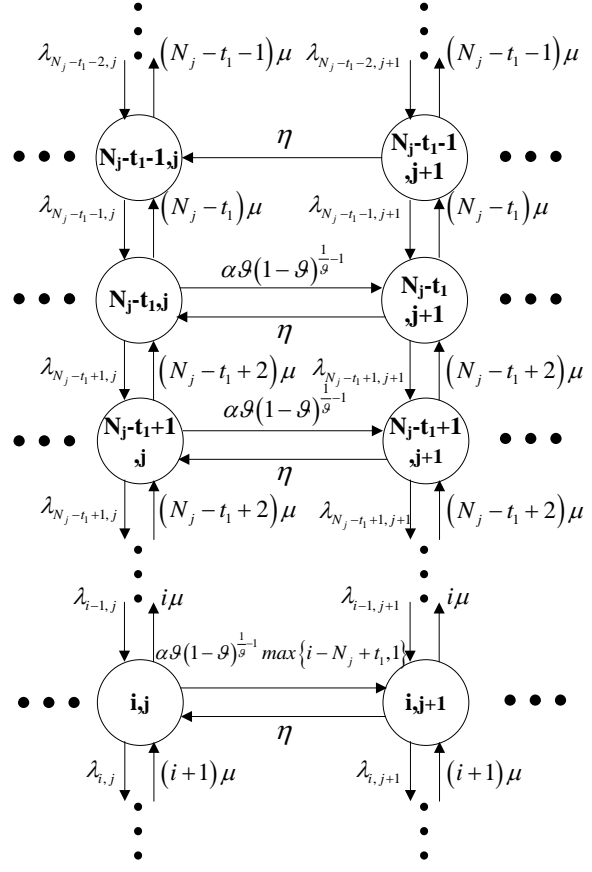 λ_{N_j-t_1-2, j} (N_j-t_1-1)μ λ_{N_j-t_1-2, j+1} (N_j-t_1-1)μ
N_j-t_1-1,j η N_j-t_1-1
,j+1
λ_{N_j-t_1-1, j} (N_j-t_1)μ λ_{N_j-t_1-1, j+1} (N_j-t_1)μ
αϑ(1-ϑ)^{\frac{1}{ϑ}-1}
N_j-t_1,j N_j-t_1
,j+1
η
λ_{N_j-t_1+1, j} (N_j-t_1+2)μ λ_{N_j-t_1+1, j+1} (N_j-t_1+2)μ
αϑ(1-ϑ)^{\frac{1}{ϑ}-1}
N_j-t_1+1 N_j-t_1+1
,j ,j+1
η
λ_{N_j-t_1+1, j} (N_j-t_1+2)μ λ_{N_j-t_1+1, j+1} (N_j-t_1+2)μ
λ_{i-1, j} iμ λ_{i-1, j+1} iμ
αϑ(1-ϑ)^{\frac{1}{ϑ}-1} max{i-N_j+t_1,1}
i,j i,j+1
η
λ_{i, j} (i+1)μ λ_{i, j+1} (i+1)μ